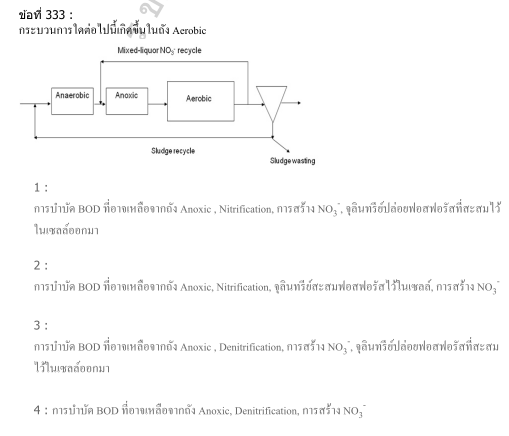 ข้อที่ 333 :
กระบวนการใดต่อไปนี้เกิดขึ้นในถัง Aerobic
Mixed-liquor NO3- recycle
Anaerobic
Anoxic
Aerobic
Sludge recycle
Sludge wasting
1 :
การบำบัด BOD ที่อาจเหลือจากถัง Anoxic , Nitrification, การสร้าง NO3-, จุลินทรีย์ปล่อยฟอสฟอรัสที่สะสมไว้
ในเซลล์ออกมา
2 :
การบำบัด BOD ที่อาจเหลือจากถัง Anoxic, Nitrification, จุลินทรีย์สะสมฟอสฟอรัสไว้ในเซลล์, การสร้าง NO3-
3 :
การบำบัด BOD ที่อาจเหลือจากถัง Anoxic , Denitrification, การสร้าง NO3-, จุลินทรีย์ปล่อยฟอสฟอรัสที่สะสม
ไว้ในเซลล์ออกมา
4 : การบำบัด BOD ที่อาจเหลือจากถัง Anoxic, Denitrification, การสร้าง NO3-